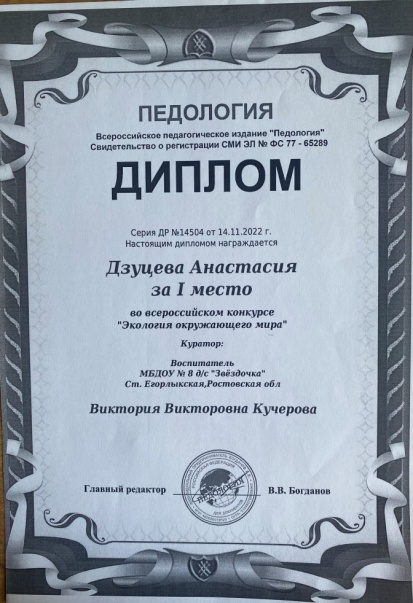 ПЕДОЛОГИЯ
Всероссийское педагогическое издание "Педология"
Свидетельство о регистрации СМИ ЭЛ № ФС 77 - 65289
ДИПЛОМ
Серия ДР №14504 от 14.11.2022 г.
Настоящим дипломом награждается
Дзуцева Анастасия
за I место
во всероссийском конкурсе
"Экология окружающего мира"
Куратор:
Воспитатель
МБДОУ № 8 д/с "Звёздочка"
Ст. Егорлыкская,Ростовская обл
Виктория Викторовна Кучерова
Главный редактор
В.В. Богданов